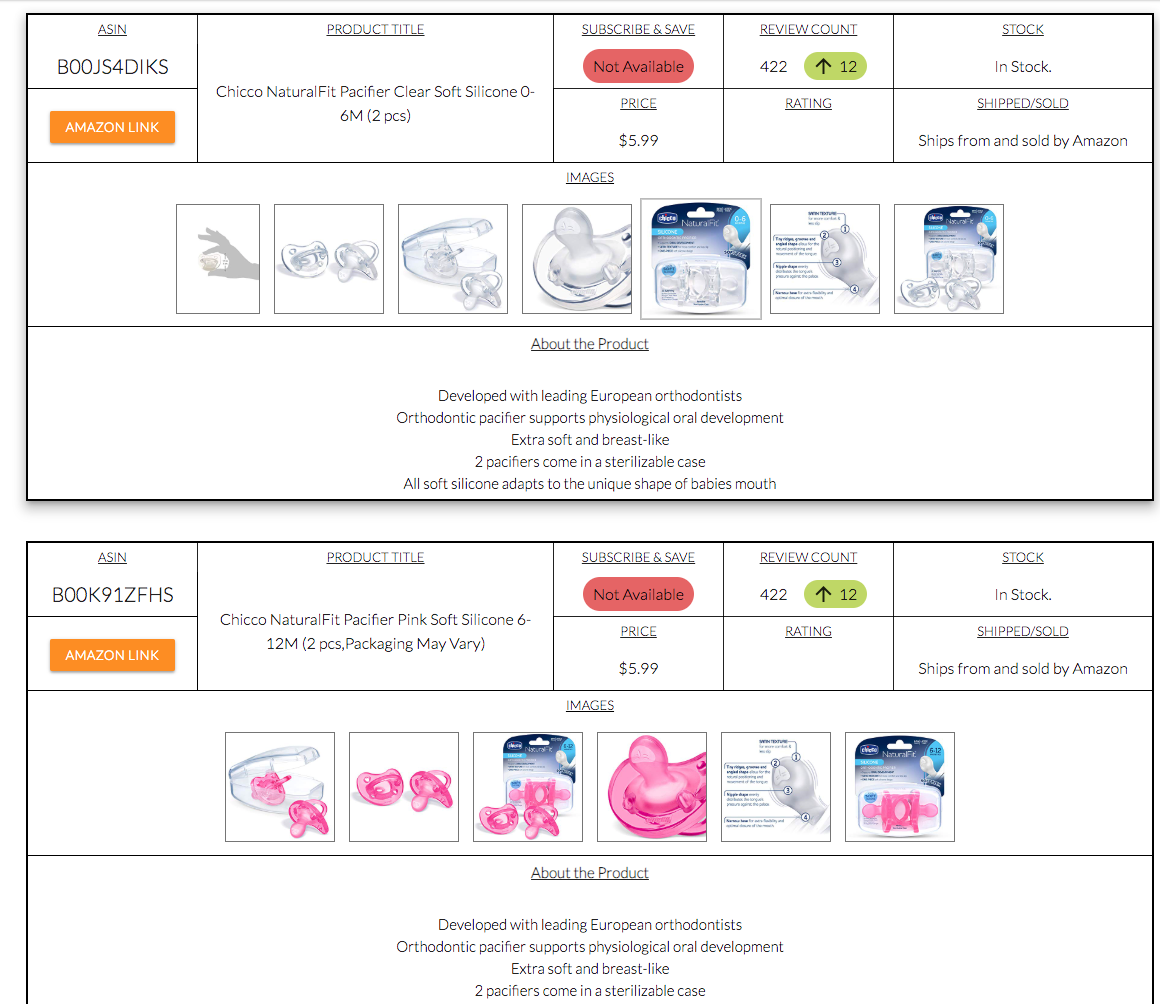 ASIN
PRODUCT TITLE
SUBSCRIBE & SAVE
REVIEW COUNT
STOCK
B00JS4DIKS
Chicco NaturalFit Pacifier Clear Soft Silicone 0-
6M (2 pcs)
Not Available
422
12
In Stock.
AMAZON LINK
PRICE
RATING
SHIPPED/SOLD
$5.99
Ships from and sold by Amazon
IMAGES
chicco
NaturalFit
0-6
SILICONE
About the Product
Developed with leading European orthodontists
Orthodontic pacifier supports physiological oral development
Extra soft and breast-like
2 pacifiers come in a sterilizable case
All soft silicone adapts to the unique shape of babies mouth
ASIN
PRODUCT TITLE
SUBSCRIBE & SAVE
REVIEW COUNT
STOCK
B00K91ZFHS
Chicco NaturalFit Pacifier Pink Soft Silicone 6-
12M (2 pcs,Packaging May Vary)
Not Available
422
12
In Stock.
AMAZON LINK
PRICE
RATING
SHIPPED/SOLD
$5.99
Ships from and sold by Amazon
IMAGES
chicco
NaturalFit
6-12
SILICONE
About the Product
Developed with leading European orthodontists
Orthodontic pacifier supports physiological oral development
Extra soft and breast-like
2 pacifiers come in a sterilizable case